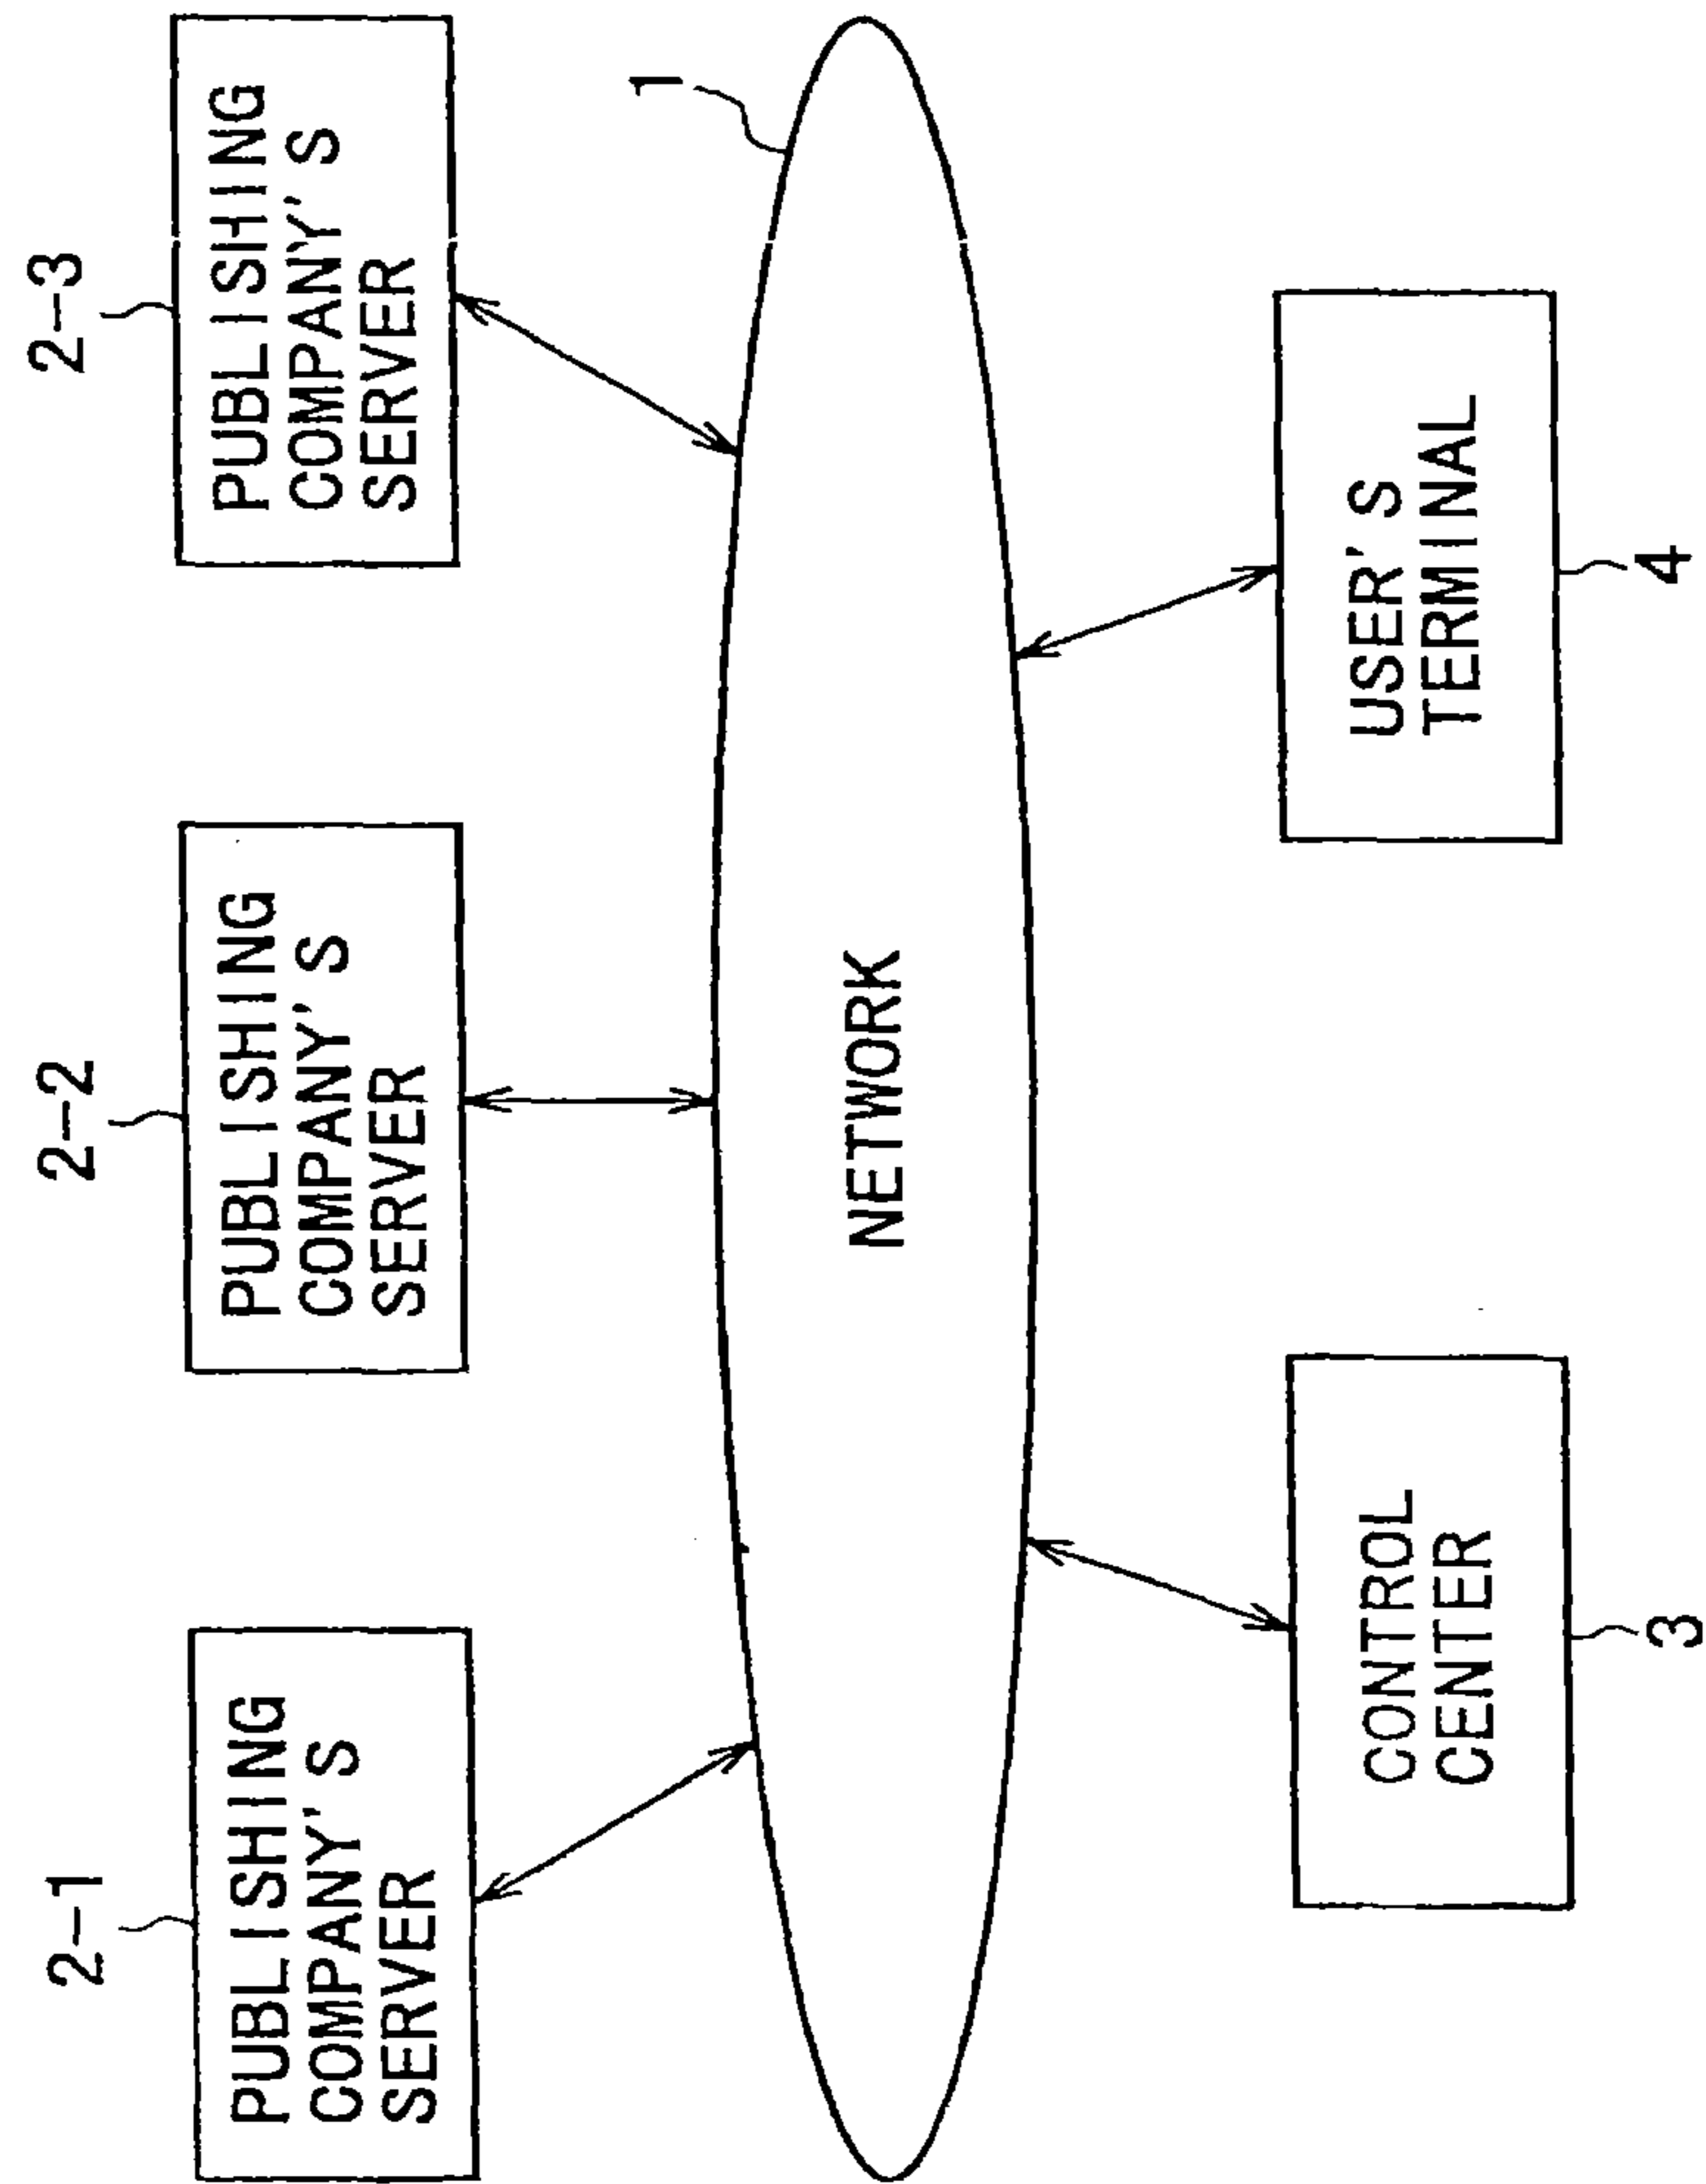 2-1
PUBLISHING
COMPANY'S
SERVER
2-2
PUBLISHING
COMPANY'S
SERVER
2-3
PUBLISHING
COMPANY'S
SERVER
1
NETWORK
CONTROL
CENTER
3
USER'S
TERMINAL
4